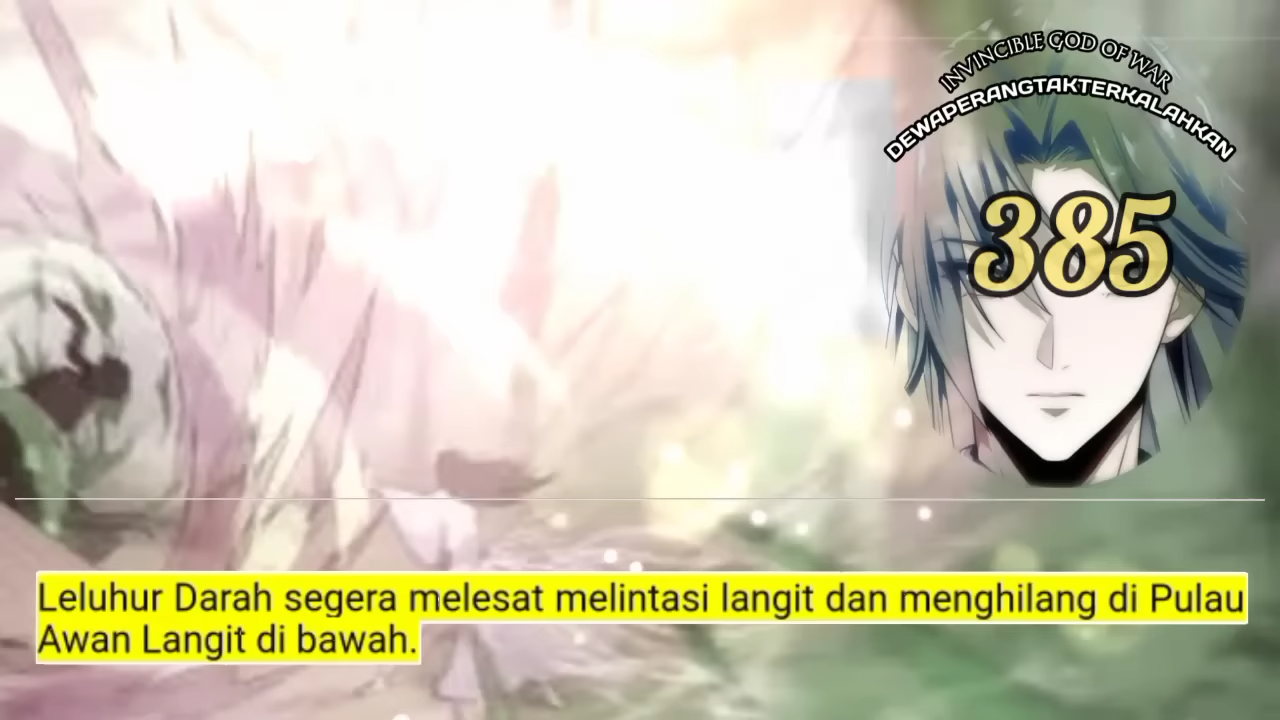 INVINCIBLE GOD OF WAR
DEWAPERANGTAKTERKALAHKAN
385
Leluhur Darah segera melesat melintasi langit dan menghilang di Pulau
Awan Langit di bawah.